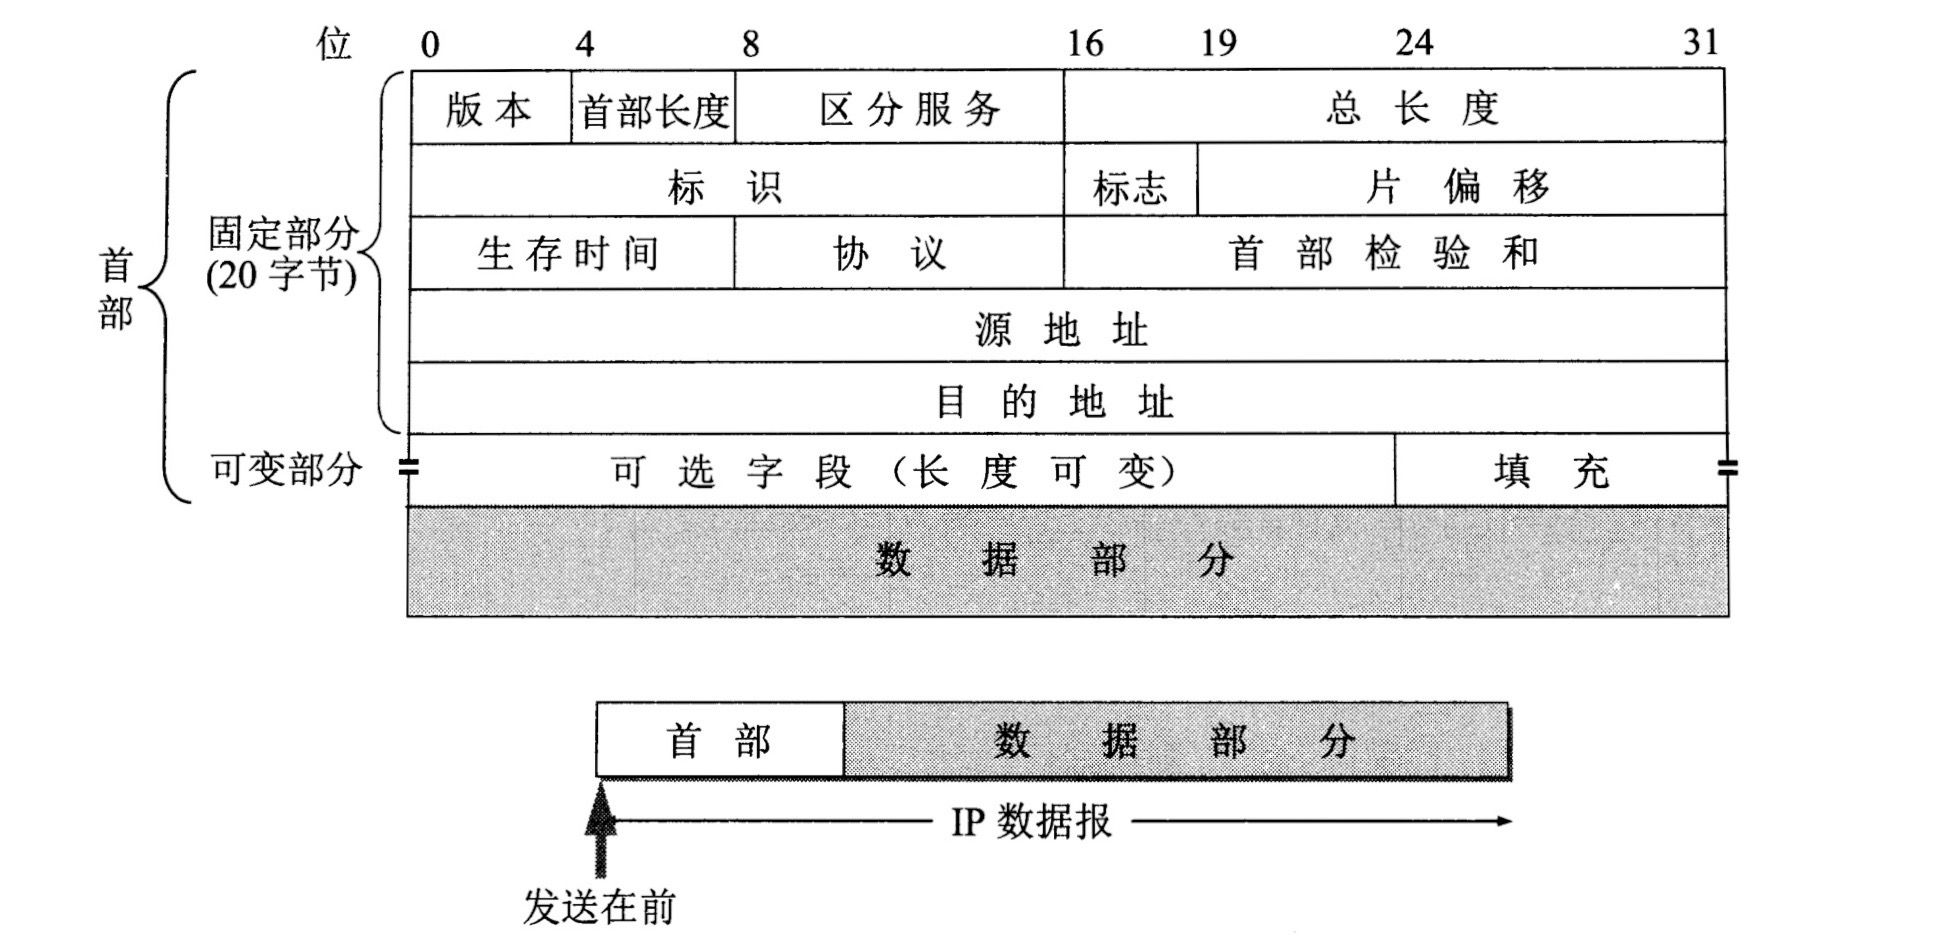 位 0 4 8 16 19 24 31
版本 首部长度 区分服务 总长度
标识 标志 片偏移
固定部分
(20 字节)
生存时间 协议 首部检验和
首部
源地址
目的地址
可变部分 可选字段（长度可变） 填充
数据部分
首部 数据部分
IP 数据报
发送在前